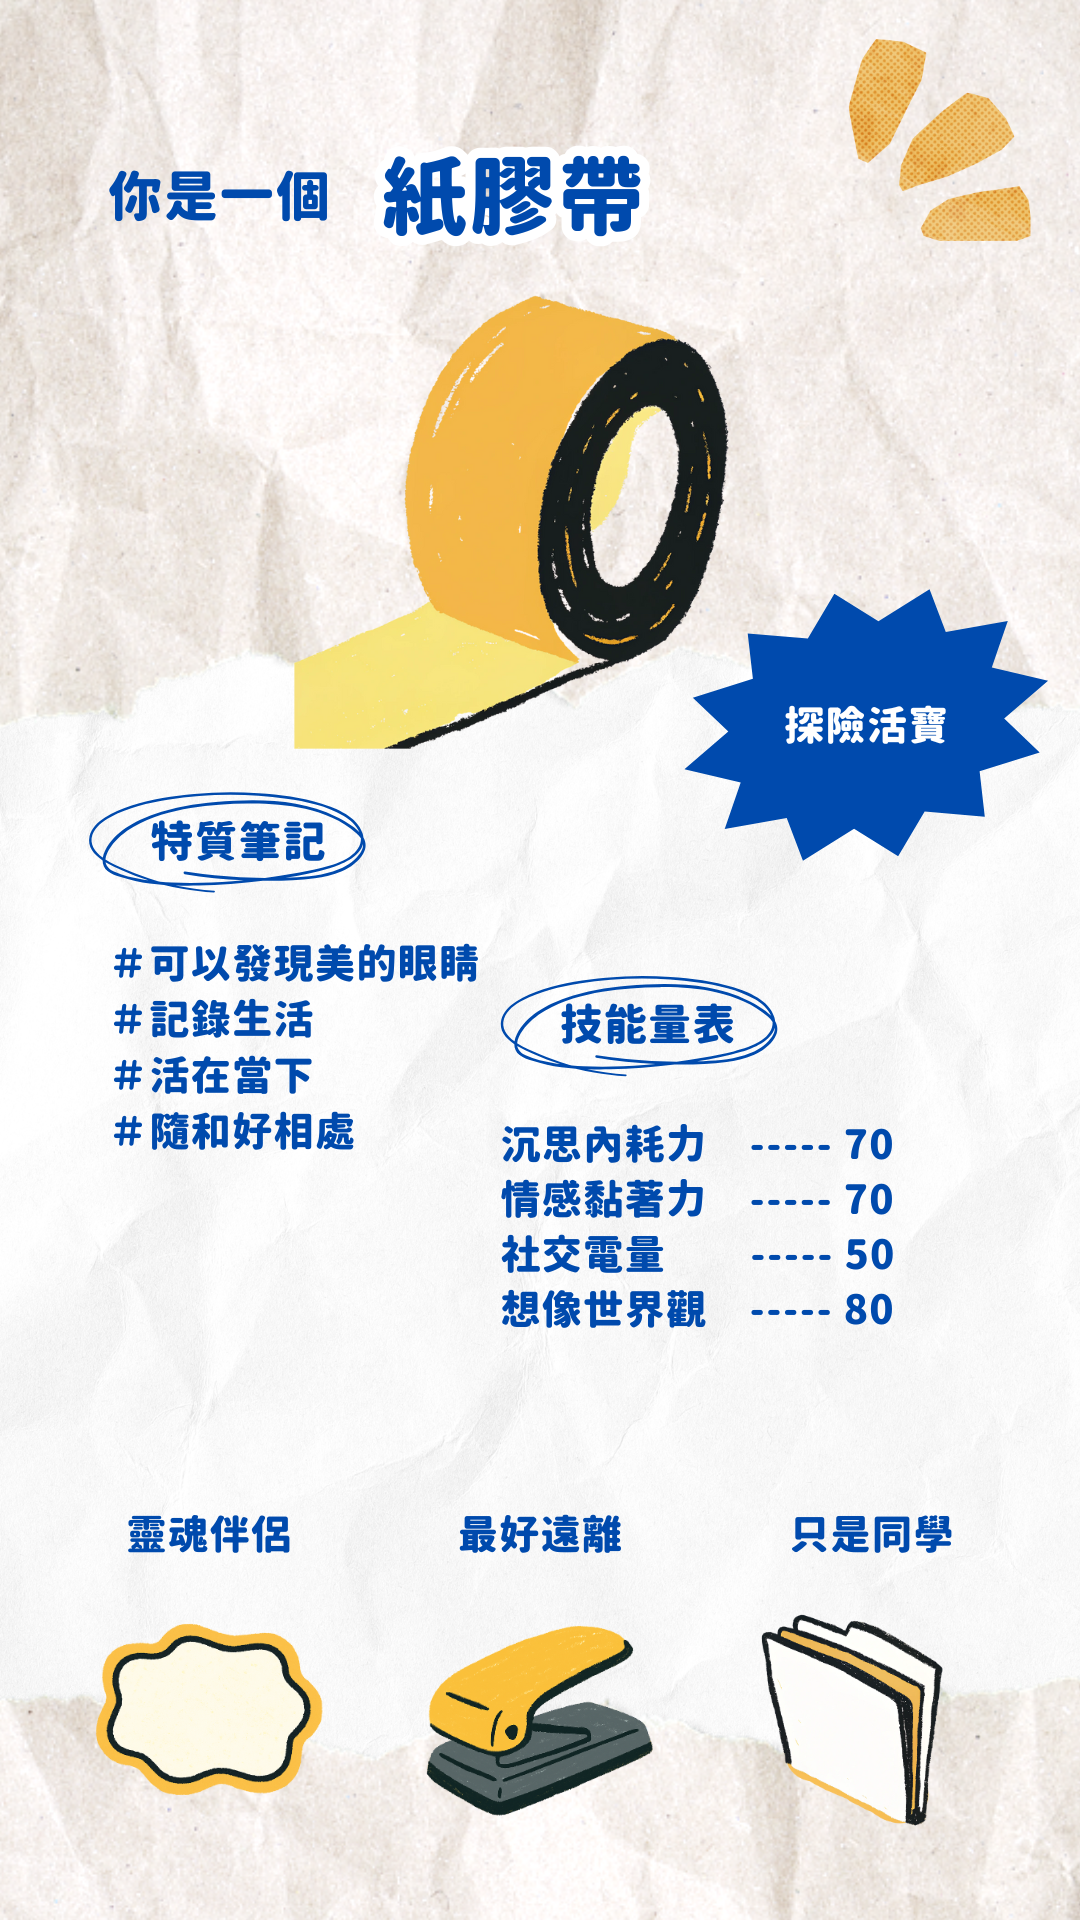 你是一個 紙膠帶
探險活寶
特質筆記
#可以發現美的眼睛
#記錄生活
#活在當下
#隨和好相處
技能量表
沉思內耗力 ----- 70
情感黏著力 ----- 70
社交電量 ----- 50
想像世界觀 ----- 80
靈魂伴侶 最好遠離 只是同學